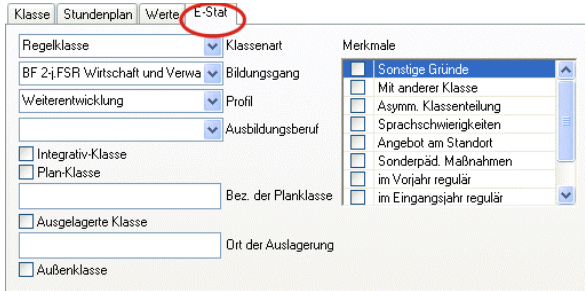 Klasse Stundenplan Werte E-Stat
Regelklasse Klassenart
BF 2-j.FSR Wirtschaft und Verwa Bildungsgang
Weiterentwicklung Profil
Ausbildungsberuf
Integrativ-Klasse
Plan-Klasse
Bez. der Planklasse
Ausgelagerte Klasse
Ort der Auslagerung
Außenklasse
Merkmale
Sonstige Gründe
Mit anderer Klasse
Asymm. Klassenteilung
Sprachschwierigkeiten
Angebot am Standort
Sonderpäd. Maßnahmen
im Vorjahr regulär
im Eingangsjahr regulär